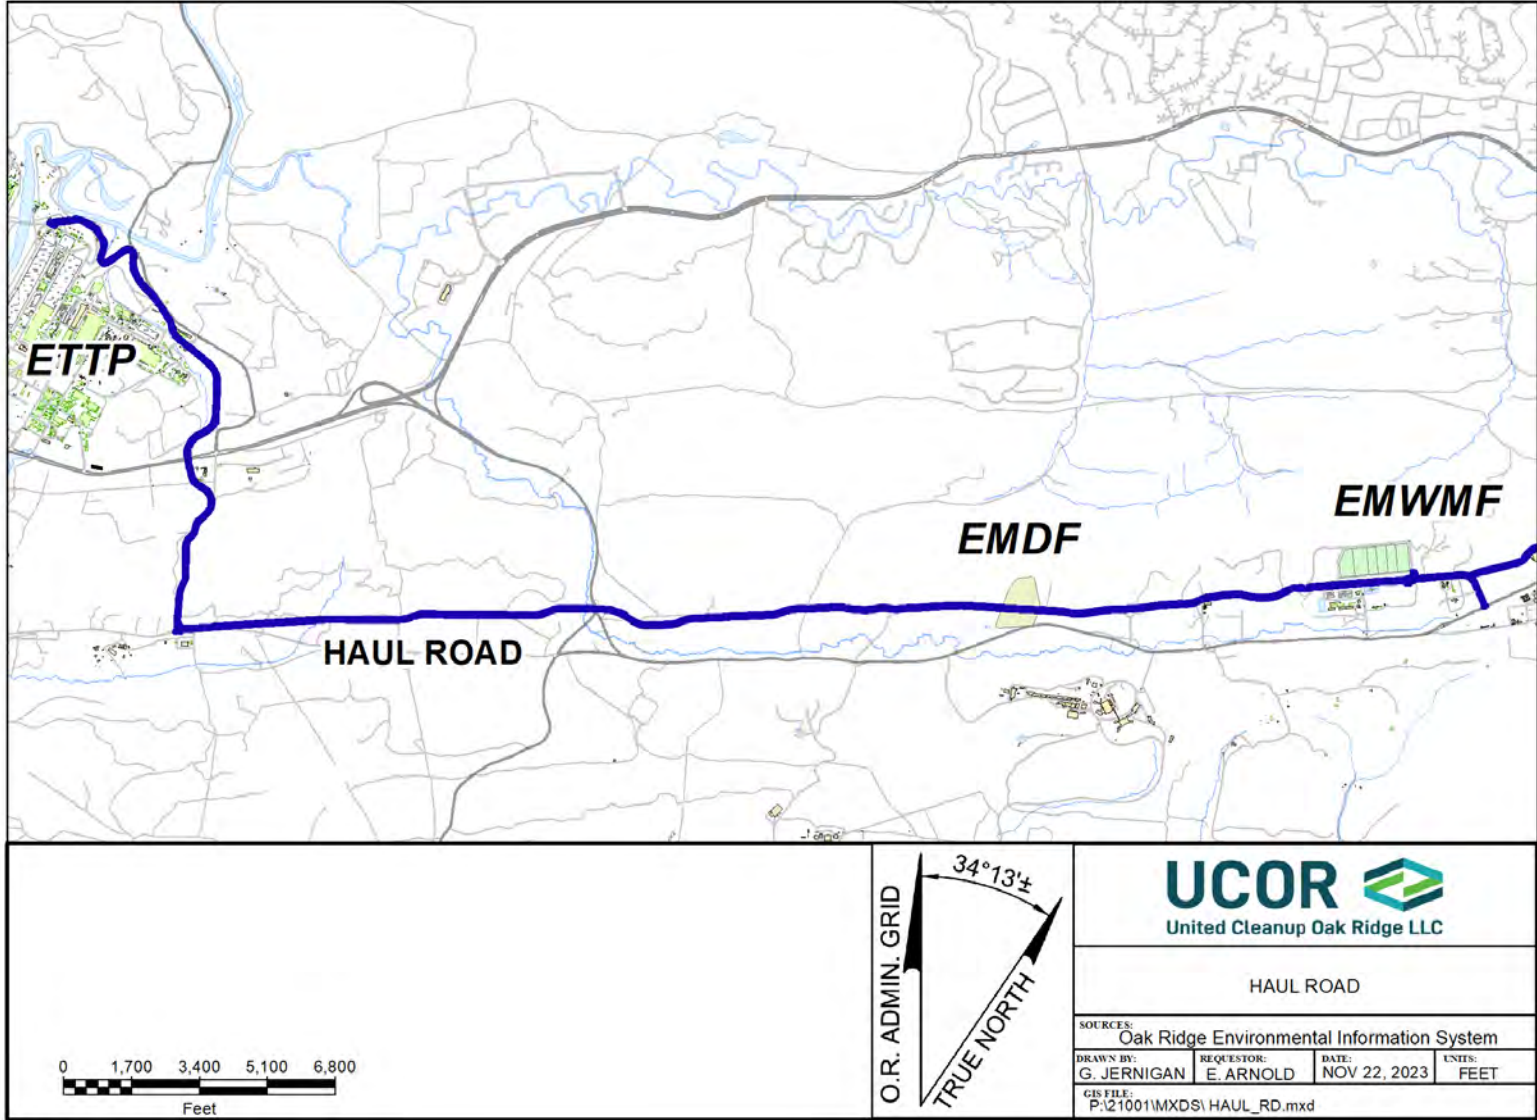 ETTP
EMWMF
EMDF
HAUL ROAD
0 1,700 3,400 5,100 6,800
Feet
O.R. ADMIN. GRID
34°13'±
TRUE NORTH
UCOR
United Cleanup Oak Ridge LLC
HAUL ROAD
SOURCES:
Oak Ridge Environmental Information System
DRAWN BY:
G. JERNIGAN
REQUESTOR:
E. ARNOLD
DATE:
NOV 22, 2023
UNITS:
FEET
GIS FILE:
P:\21001\MXDS\ HAUL_RD.mxd